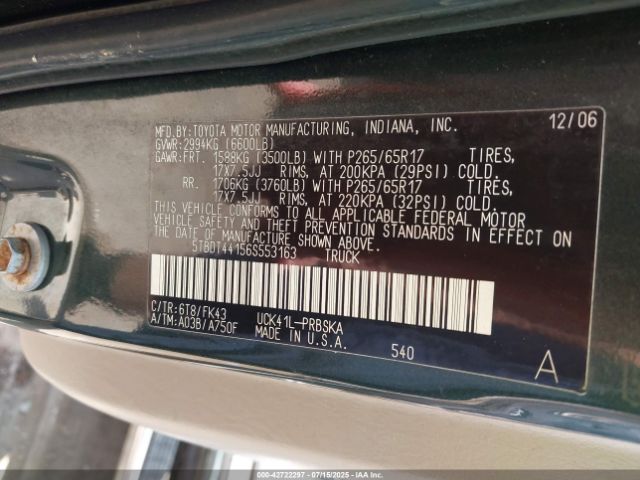 MFD.BY:TOYOTA MOTOR MANUFACTURING, INDIANA, INC. 12/06
GVWR:2994KG (6600LB)
GAWR:FRT. 1588KG (3500LB) WITH P265/65R17 TIRES,
17X7.5JJ RIMS, AT 200KPA (29PSI) COLD.
RR. 1706KG (3760LB) WITH P265/65R17 TIRES,
17X7.5JJ RIMS, AT 220KPA (32PSI) COLD.
THIS VEHICLE CONFORMS TO ALL APPLICABLE FEDERAL MOTOR
VEHICLE SAFETY AND THEFT PREVENTION STANDARDS IN EFFECT ON
THE DATE OF MANUFACTURE SHOWN ABOVE.
5TBDT44156S553163 TRUCK
C/TR:6T8/FK43 UCK41L-PRBSKA
A/TM:A03B/A750F MADE IN U.S.A. 540 A
000-42722297 - 07/15/2025 - IAA Inc.